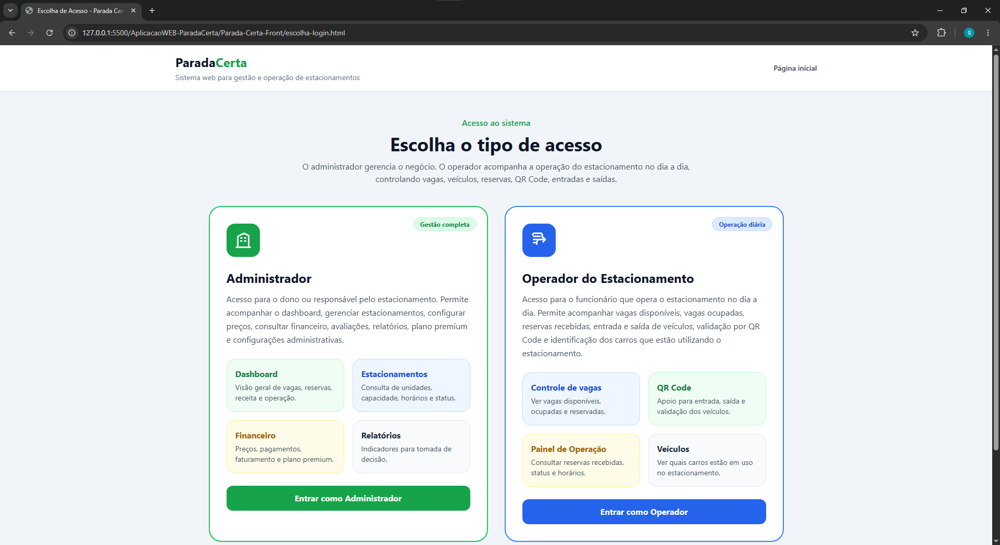 Escolha de Acesso - Parada Cer
127.0.0.1:5500/AplicacaoWEB-ParadaCerta/Parada-Certa-Front/escolha-login.html
g
ParadaCerta
Sistema web para gestão e operação de estacionamentos
Página inicial
Acesso ao sistema
Escolha o tipo de acesso
O administrador gerencia o negócio. O operador acompanha a operação do estacionamento no dia a dia,
controlando vagas, veículos, reservas, QR Code, entradas e saídas.
Gestão completa
Administrador
Acesso para o dono ou responsável pelo estacionamento. Permite
acompanhar o dashboard, gerenciar estacionamentos, configurar
preços, consultar financeiro, avaliações, relatórios, plano premium
e configurações administrativas.
Dashboard
Visão geral de vagas, reservas,
receita e operação.
Estacionamentos
Consulta de unidades,
capacidade, horários e status.
Financeiro
Preços, pagamentos,
faturamento e plano premium.
Relatórios
Indicadores para tomada de
decisão.
Entrar como Administrador
Operação diária
Operador do Estacionamento
Acesso para o funcionário que opera o estacionamento no dia a
dia. Permite acompanhar vagas disponíveis, vagas ocupadas,
reservas recebidas, entrada e saída de veículos, validação por QR
Code e identificação dos carros que estão utilizando o
estacionamento.
Controle de vagas
Ver vagas disponíveis,
ocupadas e reservadas.
QR Code
Apoio para entrada, saída e
validação dos veículos.
Painel de Operação
Consultar reservas recebidas,
status e horários.
Veículos
Ver quais carros estão em uso
no estacionamento.
Entrar como Operador